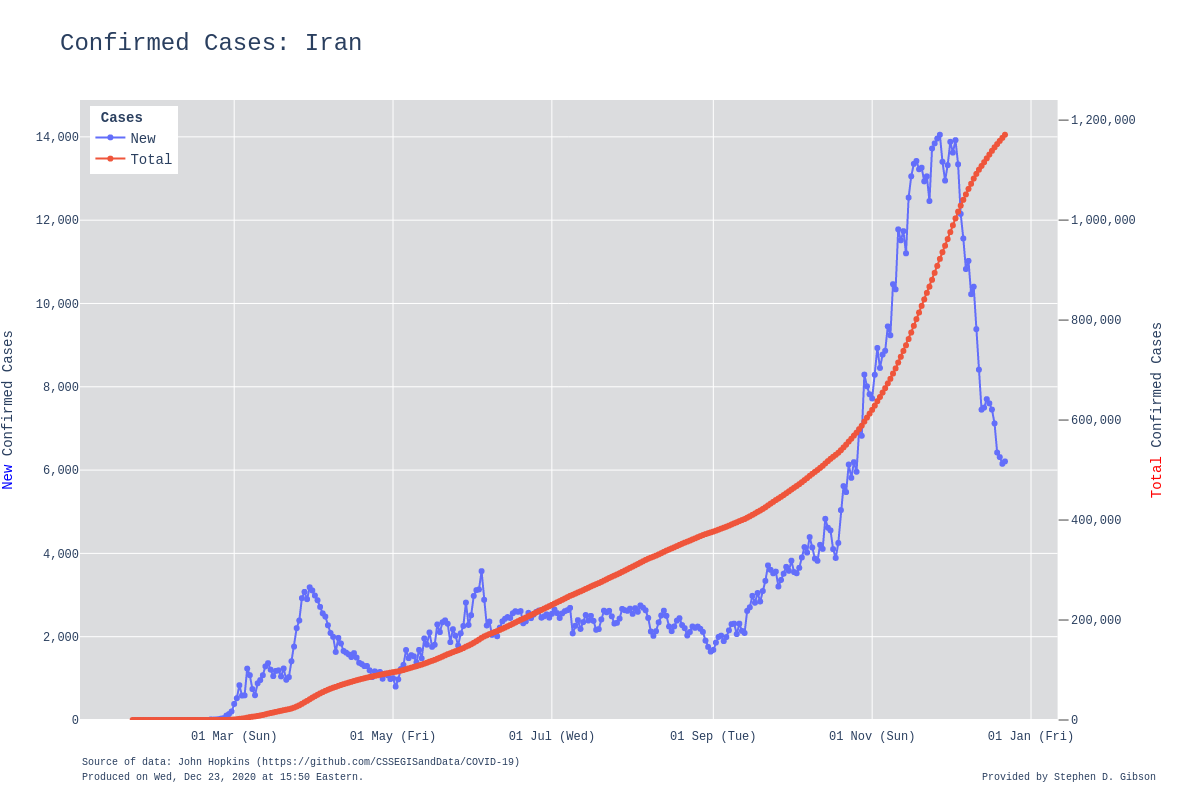 Confirmed Cases: Iran
Cases
New
Total
14,000
12,000
10,000
8,000
6,000
4,000
2,000
0
New Confirmed Cases
1,200,000
1,000,000
800,000
600,000
400,000
200,000
0
Total Confirmed Cases
01 Mar (Sun)
01 May (Fri)
01 Jul (Wed)
01 Sep (Tue)
01 Nov (Sun)
01 Jan (Fri)
Source of data: John Hopkins (https://github.com/CSSEGISandData/COVID-19)
Produced on Wed, Dec 23, 2020 at 15:50 Eastern.
Provided by Stephen D. Gibson